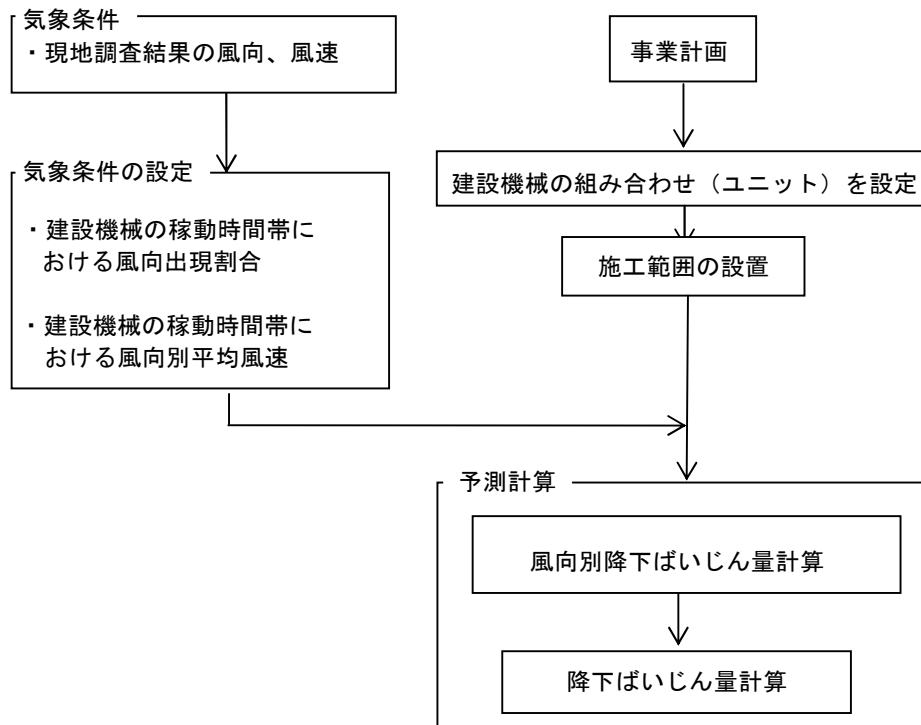 気象条件
・現地調査結果の風向、風速
事業計画
気象条件の設定
・建設機械の稼動時間帯に
おける風向出現割合
・建設機械の稼動時間帯に
おける風向別平均風速
建設機械の組み合わせ（ユニット）を設定
施工範囲の設置
予測計算
風向別降下ばいじん量計算
降下ばいじん量計算